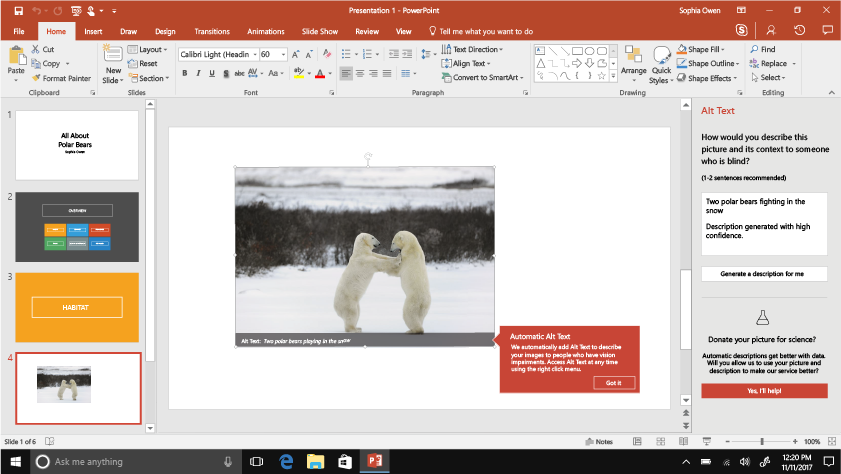 Presentation 1 - PowerPoint
Sophia Owen
File
Home
Insert
Draw
Design
Transitions
Animations
Slide Show
Review
View
Tell me what you want to do
Paste
Cut
Copy
Format Painter
Clipboard
New
Slide
Layout
Reset
Section
Slides
Calibri Light (Headin
60
Font
Text Direction
Align Text
Convert to SmartArt
Paragraph
Arrange
Quick
Styles
Shape Fill
Shape Outline
Shape Effects
Drawing
Find
Replace
Select
Editing
1
All About
Polar Bears
Sophia Owen
2
OVERVIEW
3
HABITAT
4
Alt Text: Two polar bears playing in the snow
Automatic Alt Text
We automatically add Alt Text to describe
your images to people who have vision
impairments. Access Alt Text at any time
using the right click menu.
Got it
Alt Text
How would you describe this
picture and its context to someone
who is blind?
(1-2 sentences recommended)
Two polar bears fighting in the
snow
Description generated with high
confidence.
Generate a description for me
Donate your picture for science?
Automatic descriptions get better with data.
Will you allow us to use your picture and
description to make our service better?
Yes, I'll help!
Slide 1 of 6
Notes
100%
Ask me anything
12:20 PM
11/11/2017